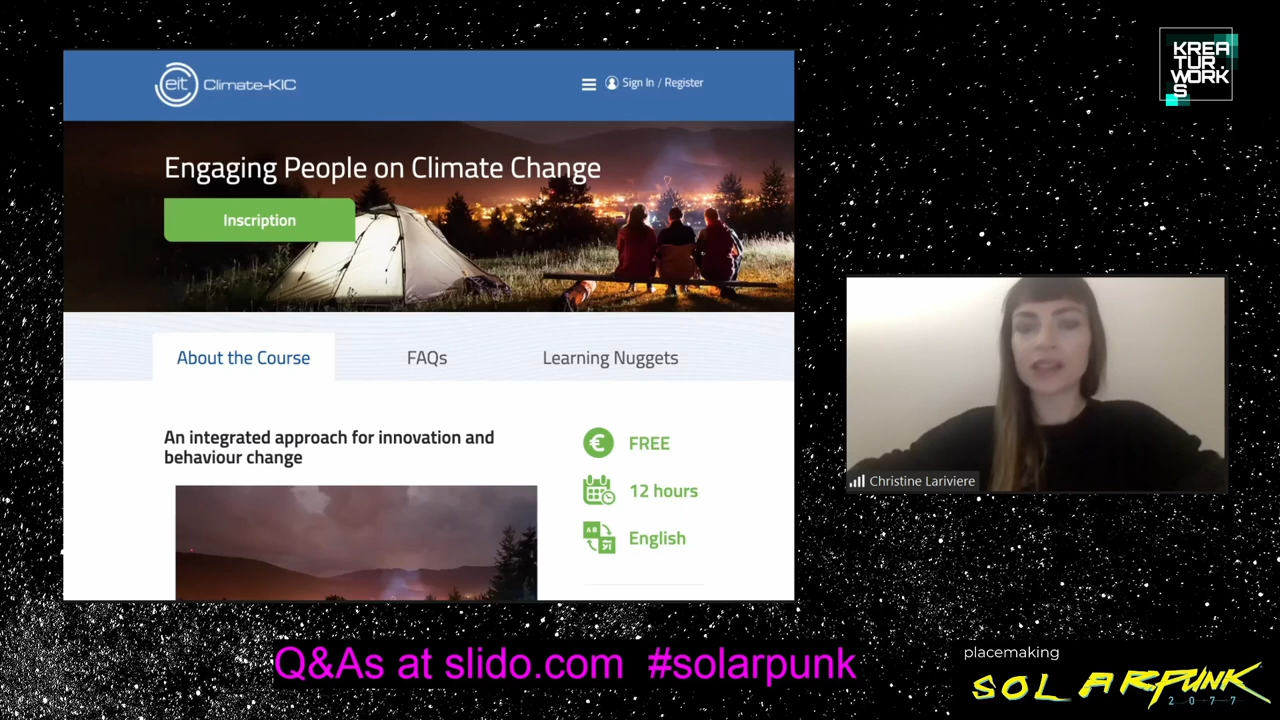 KREA
TUR.
WORK
S
eit Climate-KIC
Sign In / Register
Engaging People on Climate Change
Inscription
About the Course
FAQs
Learning Nuggets
An integrated approach for innovation and
behaviour change
FREE
12 hours
English
Christine Lariviere
Q&As at slido.com #solarpunk
placemaking
SOLARPUNK
2077